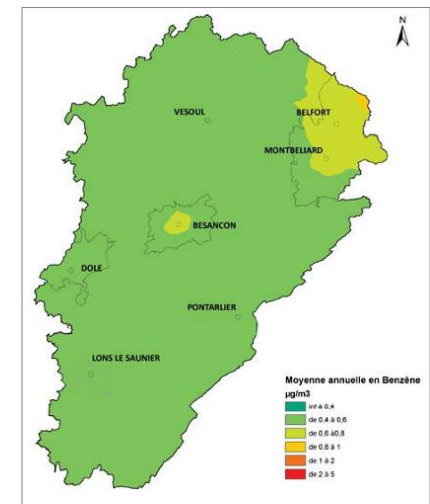 N
VESOUL
BELFORT
MONTBELIARD
BESANCON
DOLE
PONTARLIER
LONS LE SAUNIER
Moyenne annuelle en Benzène
µg/m3
inf à 0,4
de 0,4 à 0,6
de 0,6 à0,8
de 0,8 à 1
de 1 à 2
de 2 à 5